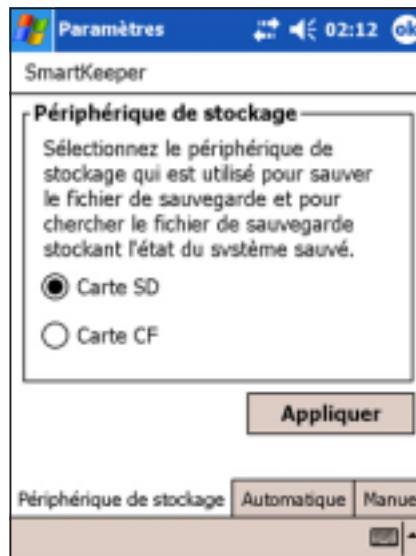 Paramètres 02:12 ok
SmartKeeper
Périphérique de stockage
Sélectionnez le périphérique de
stockage qui est utilisé pour sauver
le fichier de sauvegarde et pour
chercher le fichier de sauvegarde
stockant l'état du système sauvé.
Carte SD
Carte CF
Appliquer
Périphérique de stockage Automatique Manue